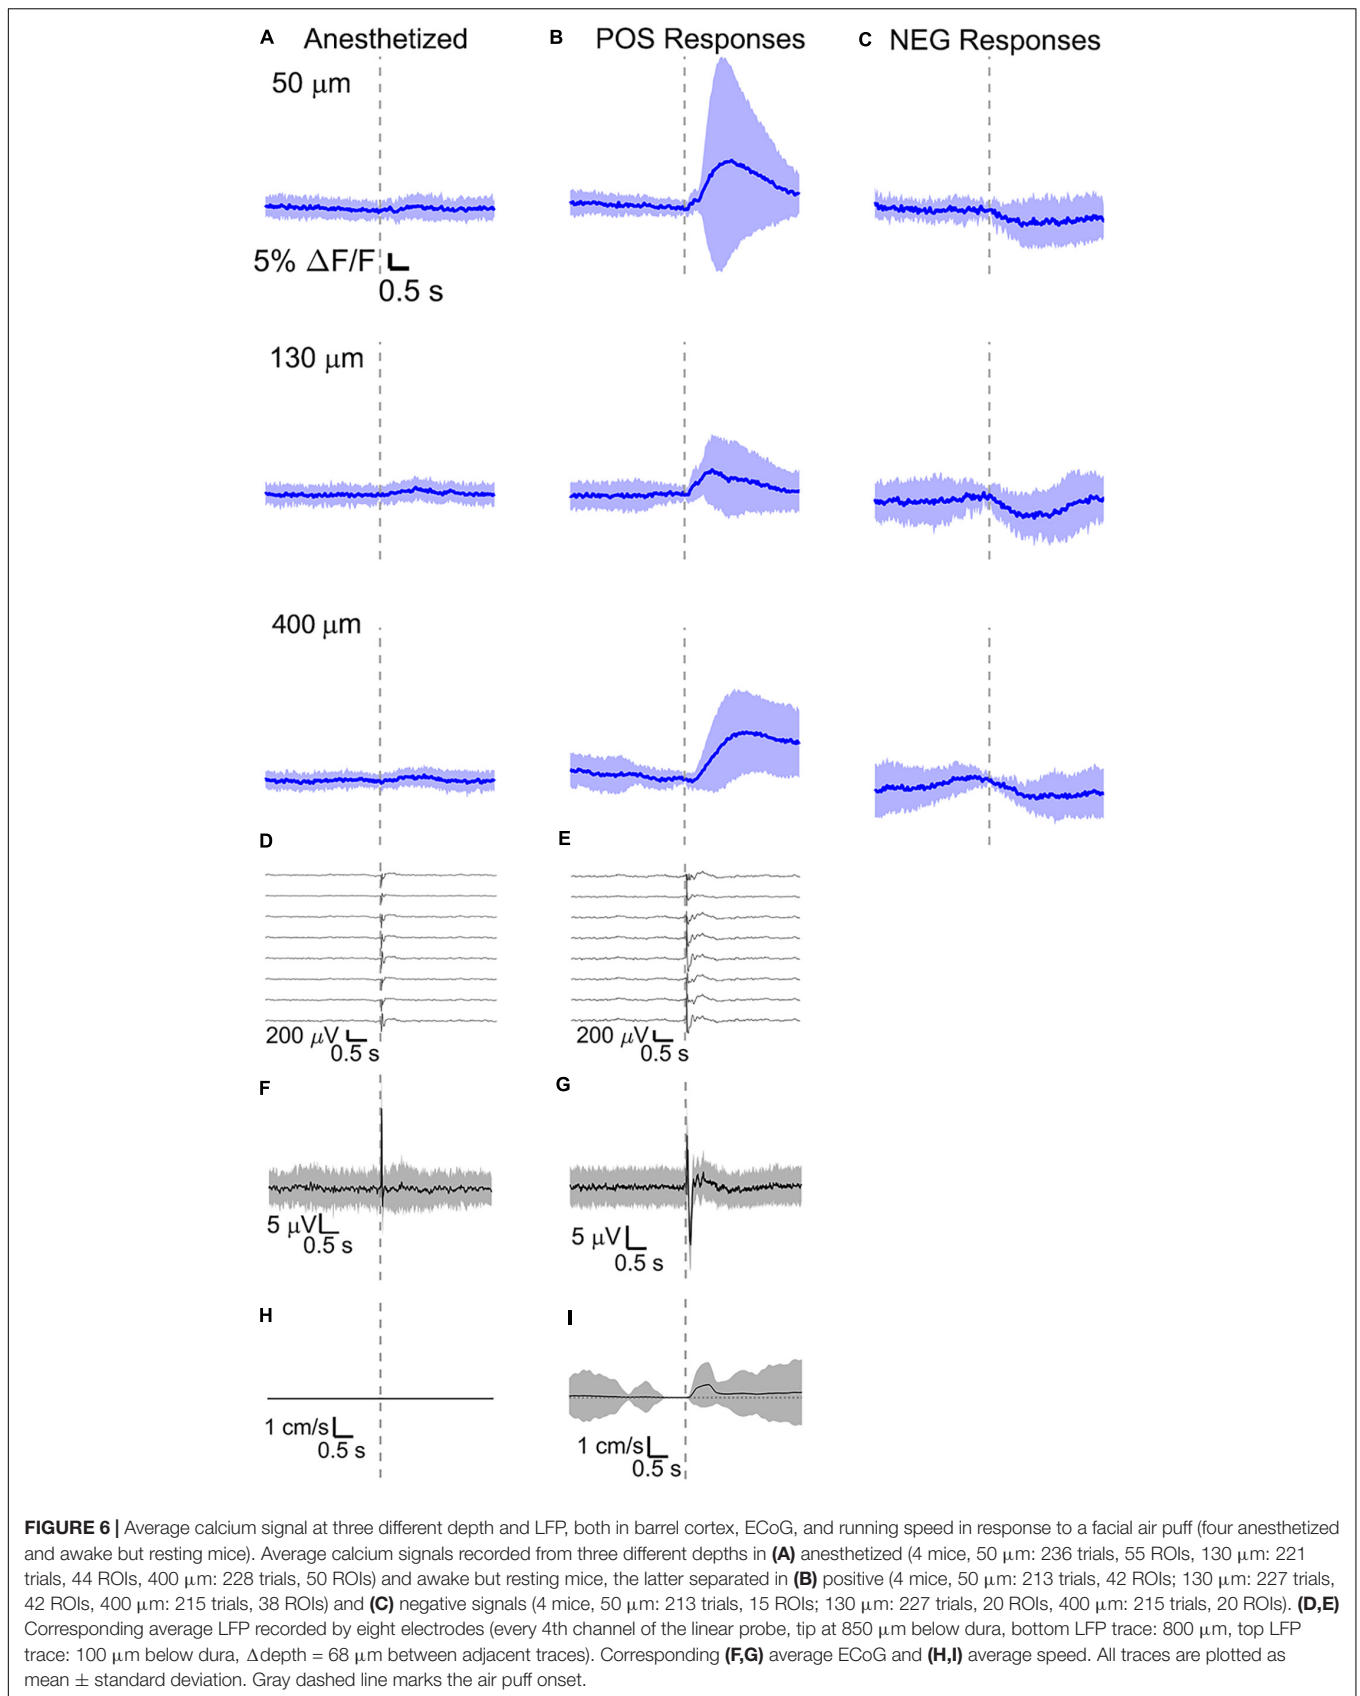 A Anesthetized B POS Responses C NEG Responses
50 μm
5% ΔF/F
0.5 s
130 μm
400 μm
D E
200 μV 200 μV
0.5 s 0.5 s
F G
5 μV 5 μV
0.5 s 0.5 s
H I
1 cm/s 1 cm/s
0.5 s 0.5 s
FIGURE 6 | Average calcium signal at three different depth and LFP, both in barrel cortex, ECoG, and running speed in response to a facial air puff (four anesthetized
and awake but resting mice). Average calcium signals recorded from three different depths in (A) anesthetized (4 mice, 50 μm: 236 trials, 55 ROIs, 130 μm: 221
trials, 44 ROIs, 400 μm: 228 trials, 50 ROIs) and awake but resting mice, the latter separated in (B) positive (4 mice, 50 μm: 213 trials, 42 ROIs; 130 μm: 227 trials,
42 ROIs, 400 μm: 215 trials, 38 ROIs) and (C) negative signals (4 mice, 50 μm: 213 trials, 15 ROIs; 130 μm: 227 trials, 20 ROIs, 400 μm: 215 trials, 20 ROIs). (D,E)
Corresponding average LFP recorded by eight electrodes (every 4th channel of the linear probe, tip at 850 μm below dura, bottom LFP trace: 800 μm, top LFP
trace: 100 μm below dura, Δdepth = 68 μm between adjacent traces). Corresponding (F,G) average ECoG and (H,I) average speed. All traces are plotted as
mean ± standard deviation. Gray dashed line marks the air puff onset.